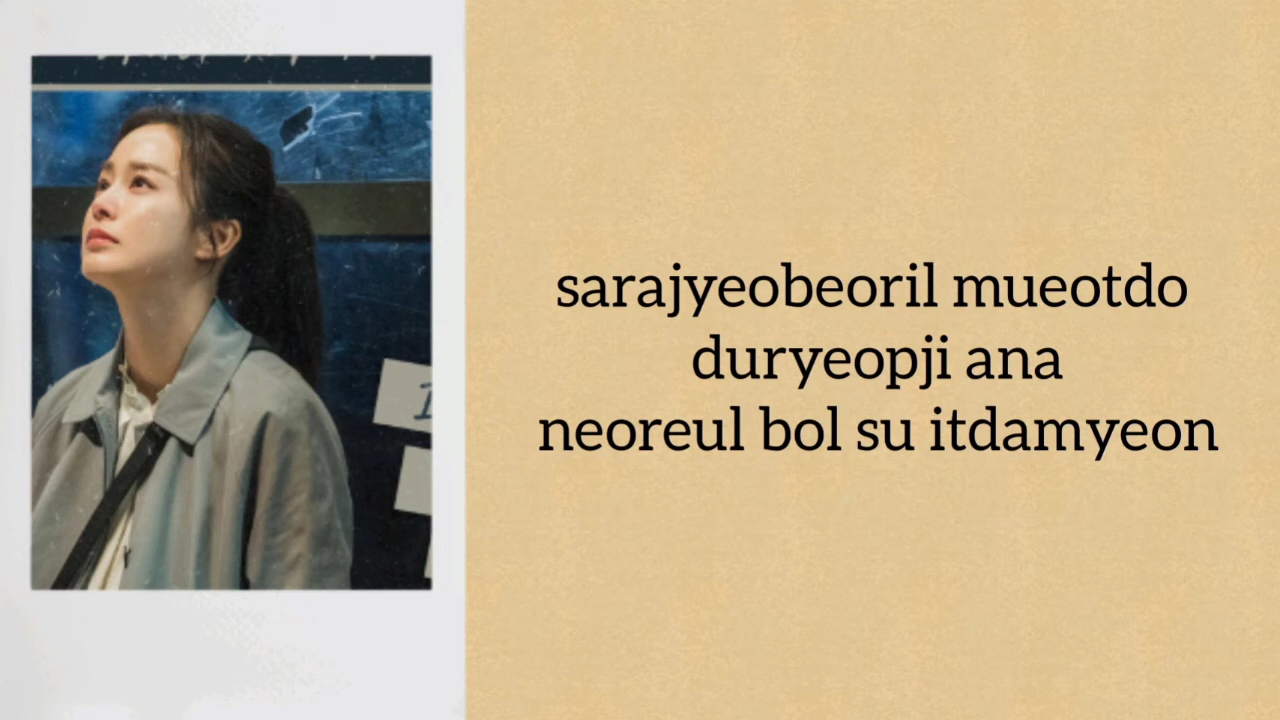 sarajyeobeoril mueotdo
duryeopji ana
neoreul bol su itdamyeon